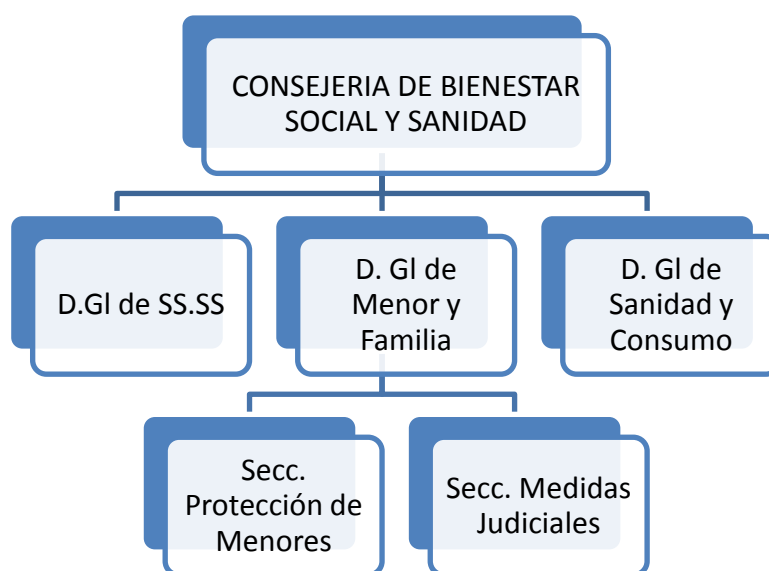 CONSEJERIA DE BIENESTAR
SOCIAL Y SANIDAD
D.Gl de SS.SS
D. Gl de
Menor y
Familia
D. Gl de
Sanidad y
Consumo
Secc.
Protección de
Menores
Secc. Medidas
Judiciales